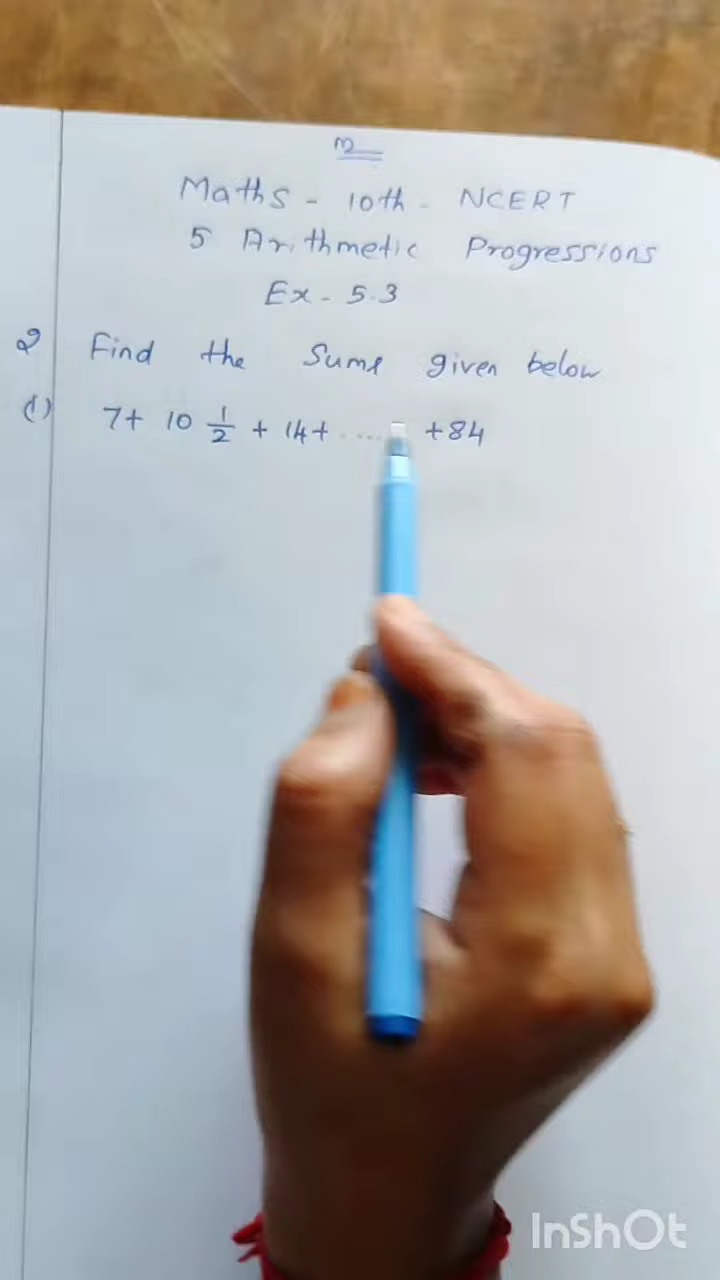 Maths - 10th - NCERT
5 Arithmetic Progressions
Ex - 5.3
2 Find the Sums given below
(i) 7+ 10 1/2 + 14+ ..... +84
InShOt